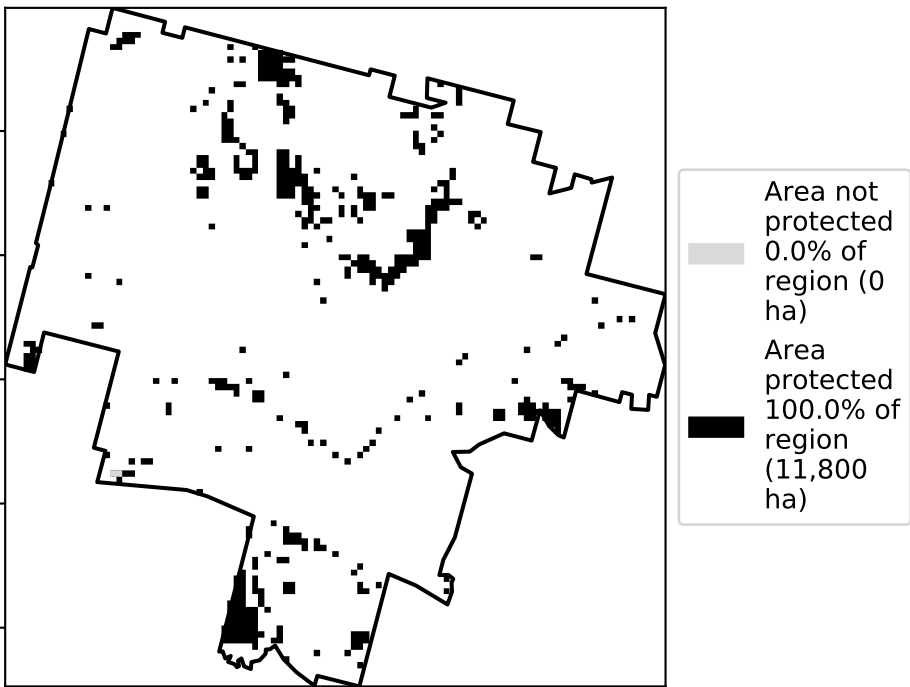 Area not
protected
0.0% of
region (0
ha)
Area
protected
100.0% of
region
(11,800
ha)